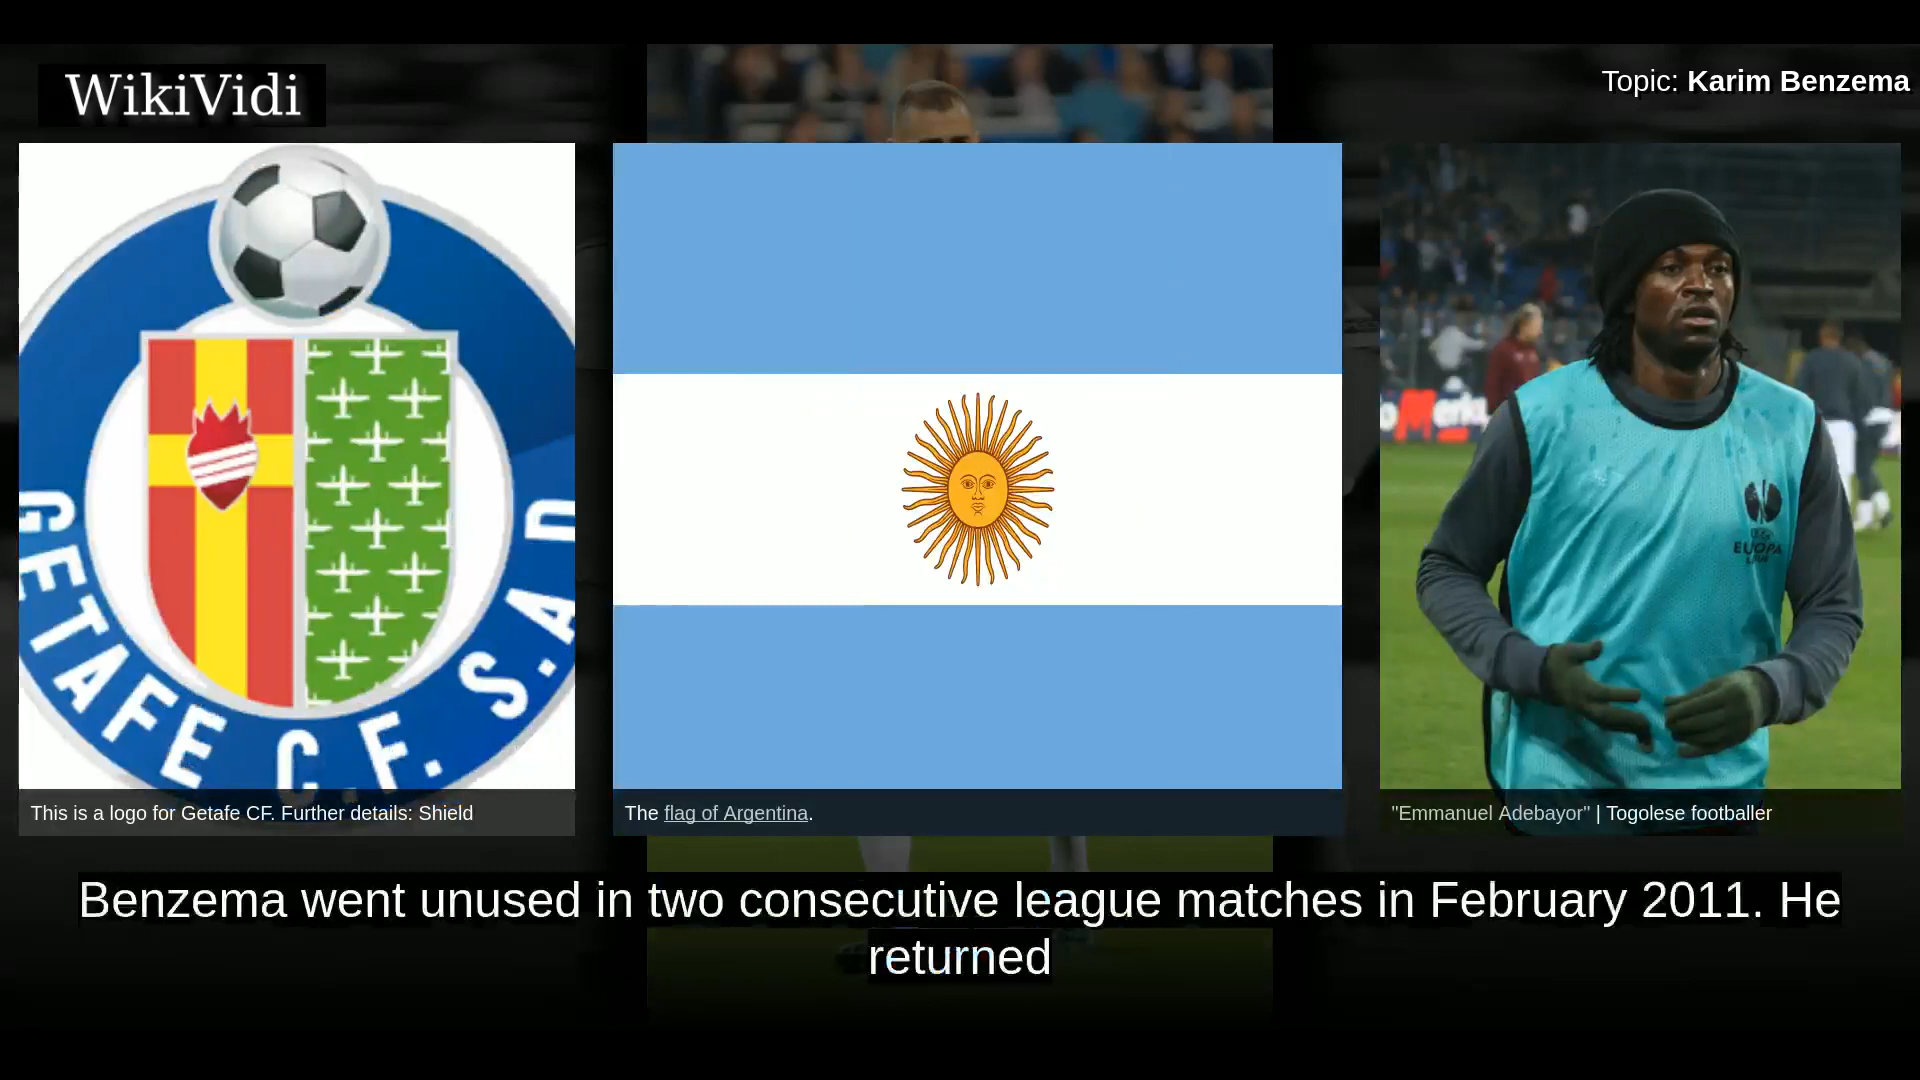 WikiVidi
Topic: Karim Benzema
GETAFE C.F. S.A.D
EUROPA
This is a logo for Getafe CF. Further details: Shield
The flag of Argentina.
"Emmanuel Adebayor" | Togolese footballer
Benzema went unused in two consecutive league matches in February 2011. He
returned